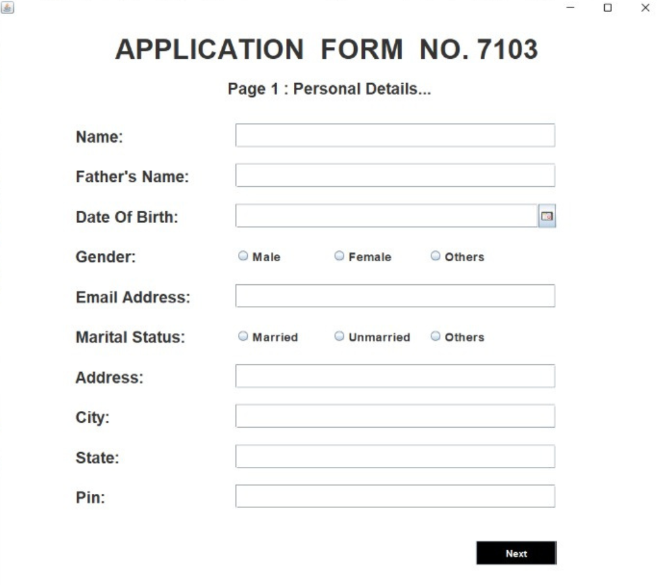 APPLICATION FORM NO. 7103
Page 1 : Personal Details...
Name:
Father's Name:
Date Of Birth:
Gender: Male Female Others
Email Address:
Marital Status: Married Unmarried Others
Address:
City:
State:
Pin:
Next